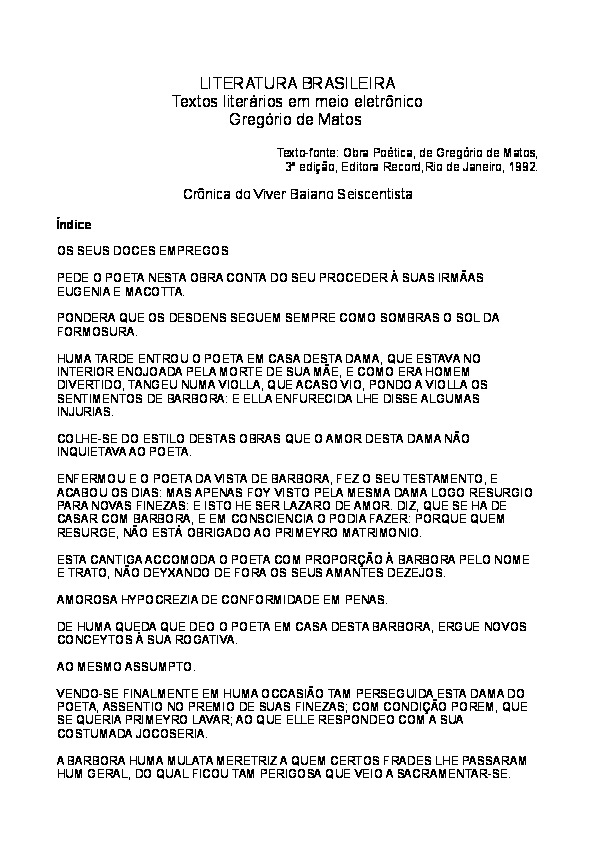 LITERATURA BRASILEIRA
Textos literários em meio eletrônico
Gregório de Matos
Texto-fonte: Obra Poética, de Gregório de Matos,
3ª edição, Editora Record,Rio de Janeiro, 1992.
Crônica do Viver Baiano Seiscentista
Índice
OS SEUS DOCES EMPREGOS
PEDE O POETA NESTA OBRA CONTA DO SEU PROCEDER À SUAS IRMÃAS
EUGENIA E MACOTTA.
PONDERA QUE OS DESDENS SEGUEM SEMPRE COMO SOMBRAS O SOL DA
FORMOSURA.
HUMA TARDE ENTROU O POETA EM CASA DESTA DAMA, QUE ESTAVA NO
INTERIOR ENOJOADA PELA MORTE DE SUA MÃE, E COMO ERA HOMEM
DIVERTIDO, TANGEU NUMA VIOLLA, QUE ACASO VIO, PONDO A VIOLLA OS
SENTIMENTOS DE BARBORA: E ELLA ENFURECIDA LHE DISSE ALGUMAS
INJURIAS.
COLHE-SE DO ESTILO DESTAS OBRAS QUE O AMOR DESTA DAMA NÃO
INQUIETAVA AO POETA.
ENFERMOU E O POETA DA VISTA DE BARBORA, FEZ O SEU TESTAMENTO, E
ACABOU OS DIAS: MAS APENAS FOY VISTO PELA MESMA DAMA LOGO RESURGIO
PARA NOVAS FINEZAS: E ISTO HE SER LAZARO DE AMOR. DIZ, QUE SE HA DE
CASAR COM BARBORA, E EM CONSCIENCIA O PODIA FAZER: PORQUE QUEM
RESURGE, NÃO ESTÁ OBRIGADO AO PRIMEYRO MATRIMONIO.
ESTA CANTIGA ACCOMODA O POETA COM PROPORÇÃO À BARBORA PELO NOME
E TRATO, NÃO DEYXANDO DE FORA OS SEUS AMANTES DEZEJOS.
AMOROSA HYPOCREZIA DE CONFORMIDADE EM PENAS.
DE HUMA QUEDA QUE DEO O POETA EM CASA DESTA BARBORA, ERGUE NOVOS
CONCEYTOS À SUA ROGATIVA.
AO MESMO ASSUMPTO.
VENDO-SE FINALMENTE EM HUMA OCCASIÃO TAM PERSEGUIDA ESTA DAMA DO
POETA, ASSENTIO NO PREMIO DE SUAS FINEZAS; COM CONDIÇÃO POREM, QUE
SE QUERIA PRIMEYRO LAVAR; AO QUE ELLE RESPONDEO COM A SUA
COSTUMADA JOCOSERIA.
A BARBORA HUMA MULATA MERETRIZ A QUEM CERTOS FRADES LHE PASSARAM
HUM GERAL, DO QUAL FICOU TAM PERIGOSA QUE VEIO A SACRAMENTAR-SE.